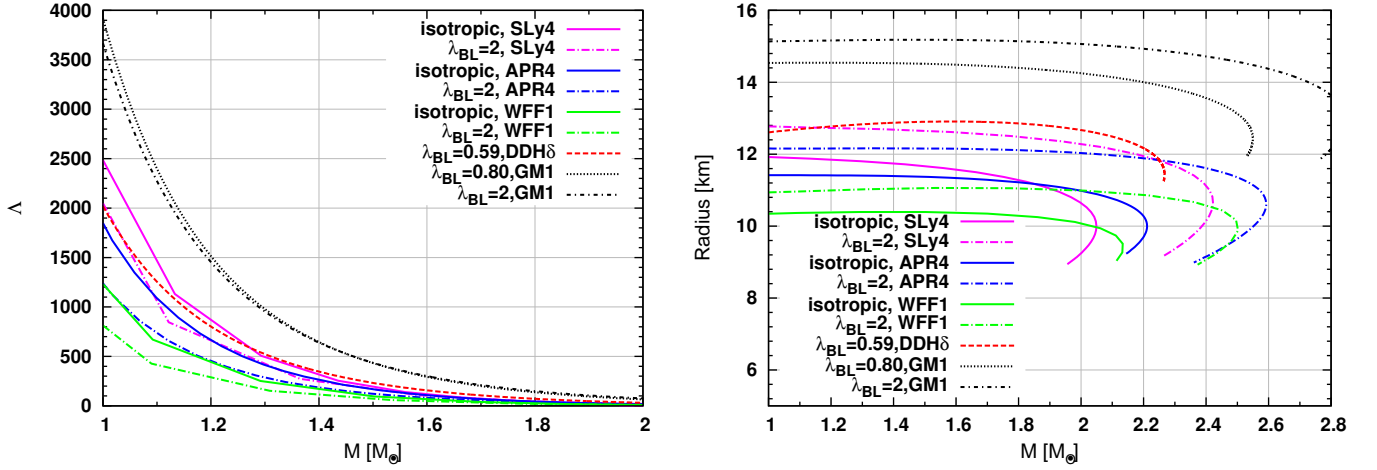 4000
3500
3000
2500
2000
1500
1000
500
0
Λ
1
1.2
1.4
1.6
1.8
2
M [M⊙]
isotropic, SLy4
λBL=2, SLy4
isotropic, APR4
λBL=2, APR4
isotropic, WFF1
λBL=2, WFF1
λBL=0.59,DDHδ
λBL=0.80,GM1
λBL=2,GM1
16
14
12
10
8
6
Radius [km]
1
1.2
1.4
1.6
1.8
2
2.2
2.4
2.6
2.8
M [M⊙]
isotropic, SLy4
λBL=2, SLy4
isotropic, APR4
λBL=2, APR4
isotropic, WFF1
λBL=2, WFF1
λBL=0.59,DDHδ
λBL=0.80,GM1
λBL=2,GM1